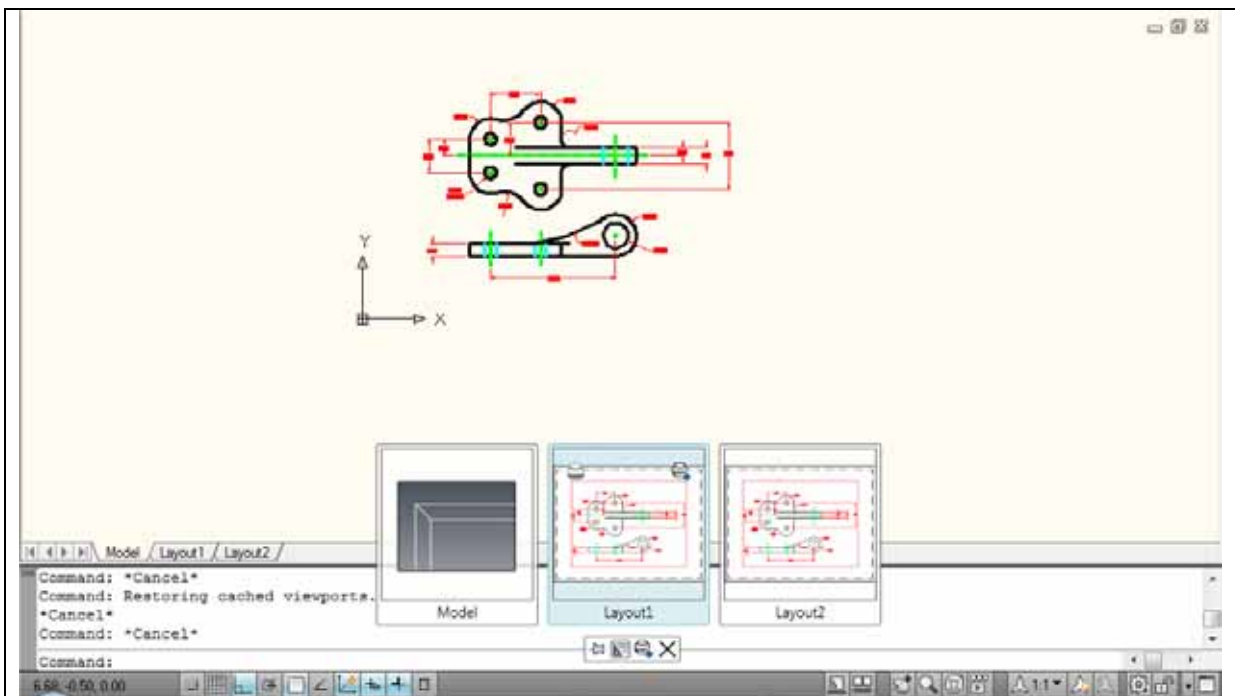 Y
X
Model / Layout1 / Layout2 /
Command: *Cancel*
Command: Restoring cached viewports.
*Cancel*
Command: *Cancel*
Command:
Model
Layout1
Layout2
6.68, -0.50, 0.00
1:1